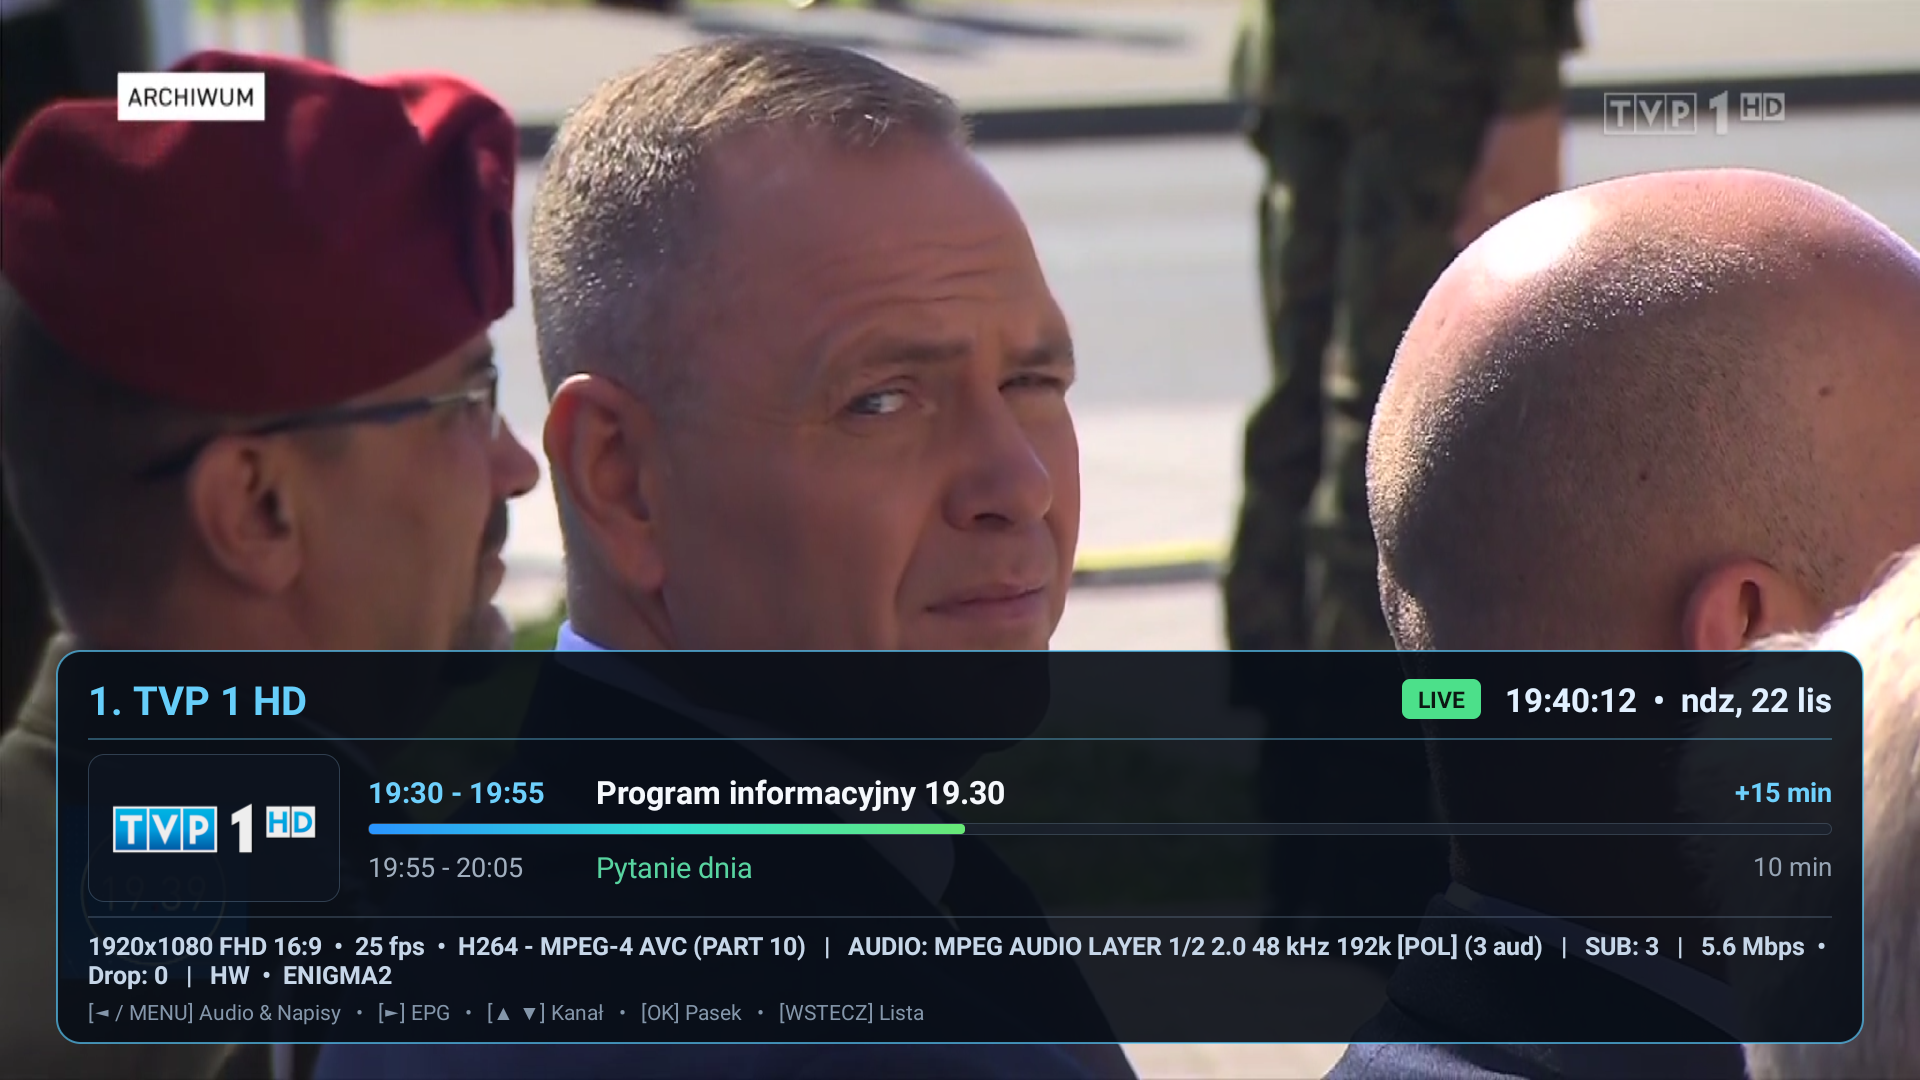 ARCHIWUM
TVP 1 HD
1. TVP 1 HD
LIVE 19:40:12 • ndz, 22 lis
TVP 1 HD
19:30 - 19:55 Program informacyjny 19.30 +15 min
19:55 - 20:05 Pytanie dnia 10 min
19:39
1920x1080 FHD 16:9 • 25 fps • H264 - MPEG-4 AVC (PART 10) | AUDIO: MPEG AUDIO LAYER 1/2 2.0 48 kHz 192k [POL] (3 aud) | SUB: 3 | 5.6 Mbps •
Drop: 0 | HW • ENIGMA2
[◄ / MENU] Audio & Napisy • [►] EPG • [▲ ▼] Kanał • [OK] Pasek • [WSTECZ] Lista